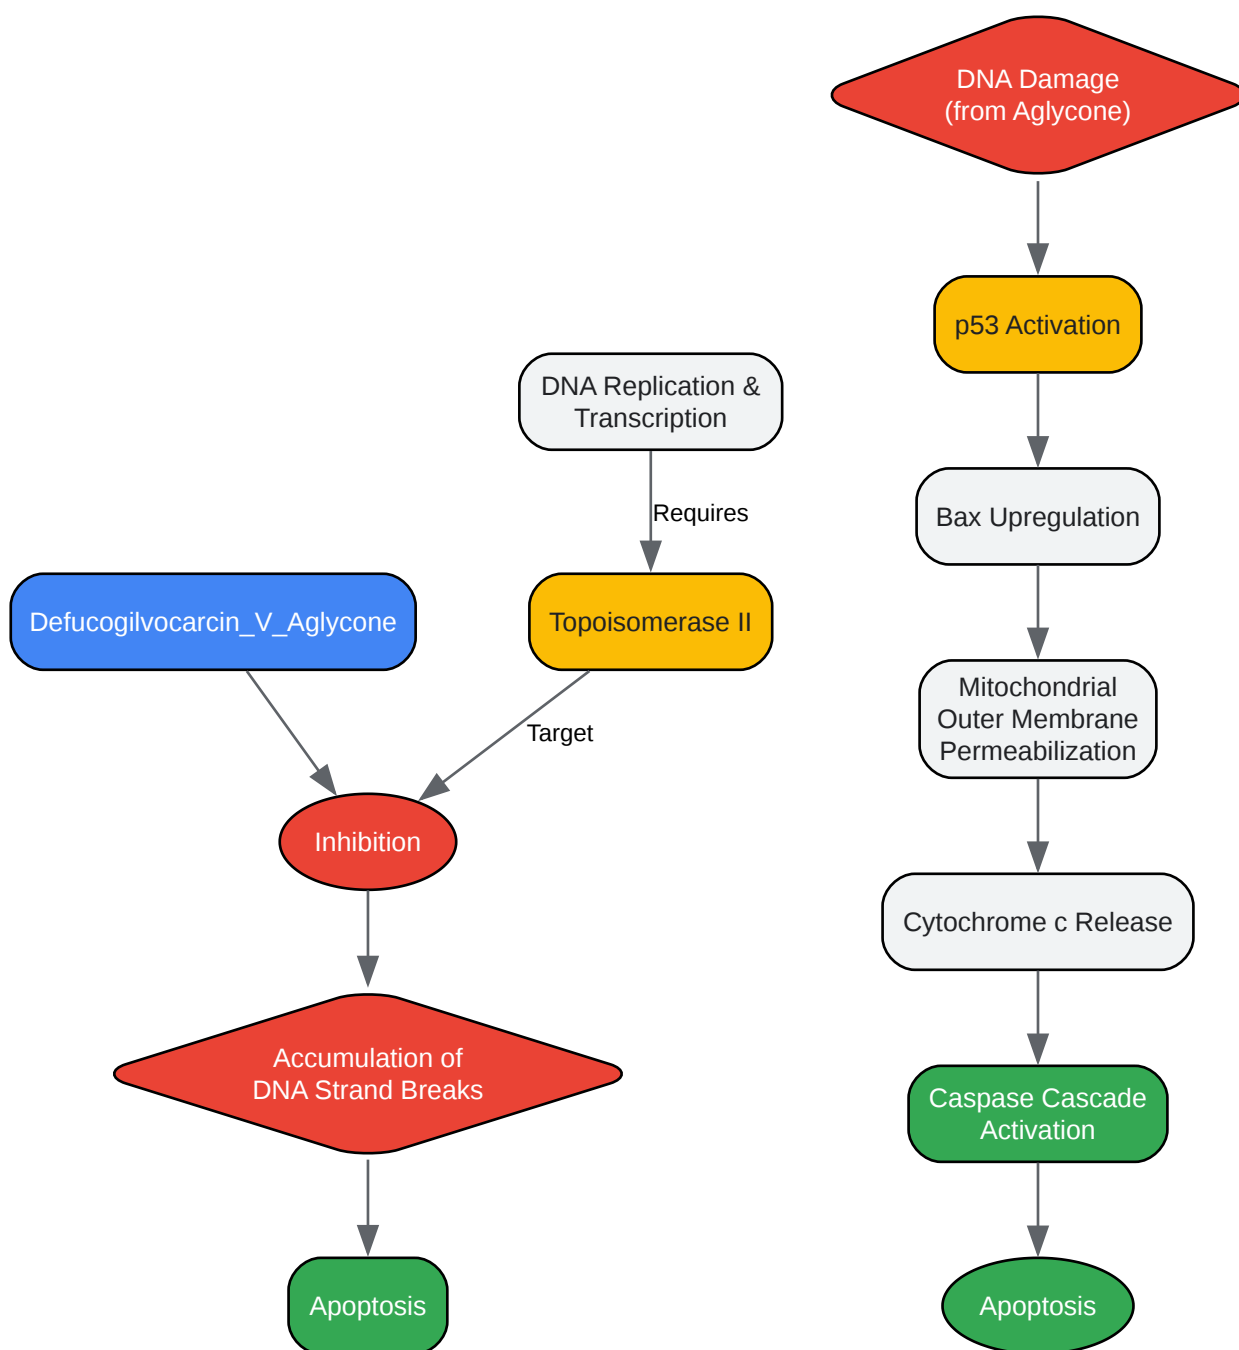 DNA Replication &
Transcription
Requires
Defucogilvocarcin_V_Aglycone
Topoisomerase II
Target
Inhibition
Accumulation of
DNA Strand Breaks
Apoptosis
DNA Damage
(from Aglycone)
p53 Activation
Bax Upregulation
Mitochondrial
Outer Membrane
Permeabilization
Cytochrome c Release
Caspase Cascade
Activation
Apoptosis